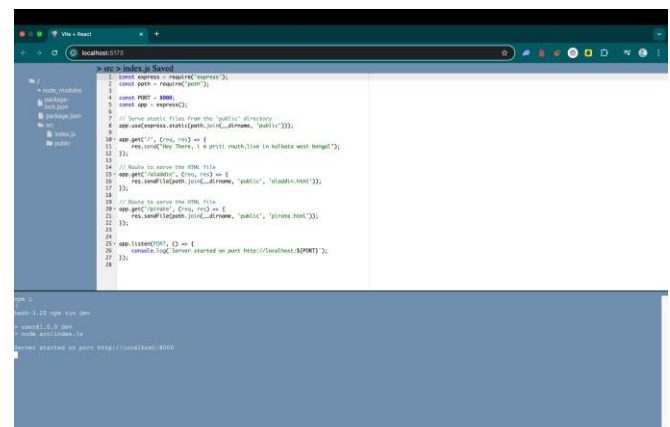 Vite + React
localhost:5173
> src > index.js Saved
/
node_modules
package-lock.json
package.json
src
index.js
public
1 const express = require('express');
2 const path = require("path");
3
4 const PORT = 8000;
5 const app = express();
6
7 // Serve static files from the 'public' directory
8 app.use(express.static(path.join(__dirname, 'public')));
9
10 app.get('/', (req, res) => {
11 res.send("Hey There, i m priti routh,live in kolkata west bengal");
12 });
13
14 // Route to serve the HTML file
15 app.get('/aladdin', (req, res) => {
16 res.sendFile(path.join(__dirname, 'public', 'aladdin.html'));
17 });
18
19 // Route to serve the HTML file
20 app.get('/pirate', (req, res) => {
21 res.sendFile(path.join(__dirname, 'public', 'pirate.html'));
22 });
23
24
25 app.listen(PORT, () => {
26 console.log(`Server started on port http://localhost:${PORT}`);
27 });
28
npm i
bash-3.2$ npm run dev
> user@1.0.0 dev
> node src/index.js
Server started on port http://localhost:8000